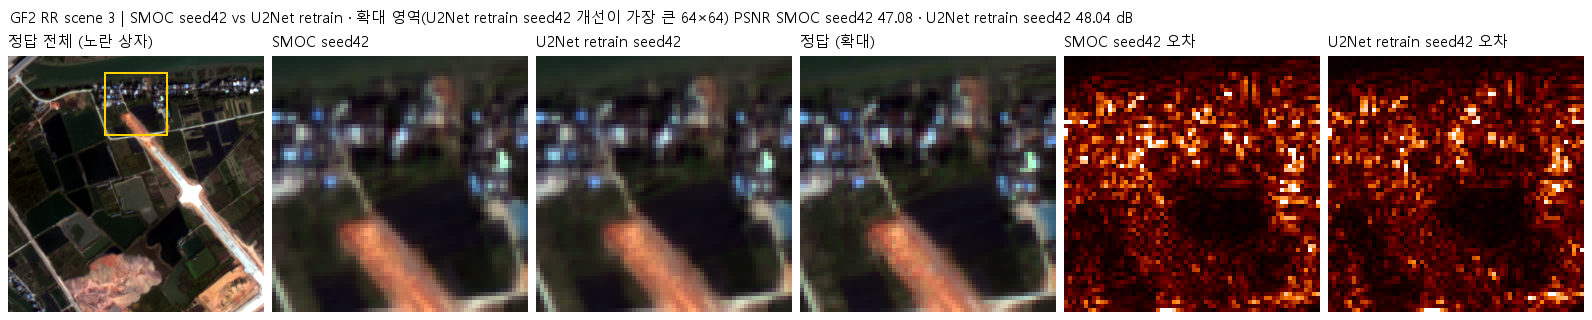 GF2 RR scene 3 | SMOC seed42 vs U2Net retrain · 확대 영역(U2Net retrain seed42 개선이 가장 큰 64×64) PSNR SMOC seed42 47.08 · U2Net retrain seed42 48.04 dB
정답 전체 (노란 상자)
SMOC seed42
U2Net retrain seed42
정답 (확대)
SMOC seed42 오차
U2Net retrain seed42 오차